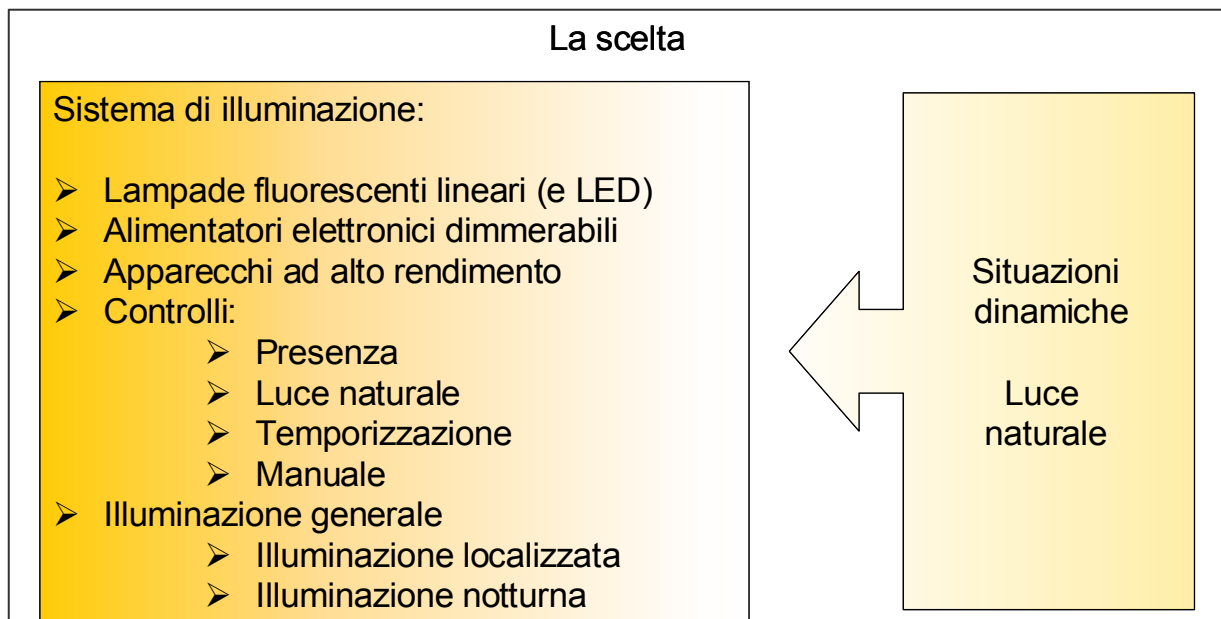 La scelta
Sistema di illuminazione:
➢ Lampade fluorescenti lineari (e LED)
➢ Alimentatori elettronici dimmerabili
➢ Apparecchi ad alto rendimento
➢ Controlli:
➢ Presenza
➢ Luce naturale
➢ Temporizzazione
➢ Manuale
➢ Illuminazione generale
➢ Illuminazione localizzata
➢ Illuminazione notturna
Situazioni
dinamiche
Luce
naturale